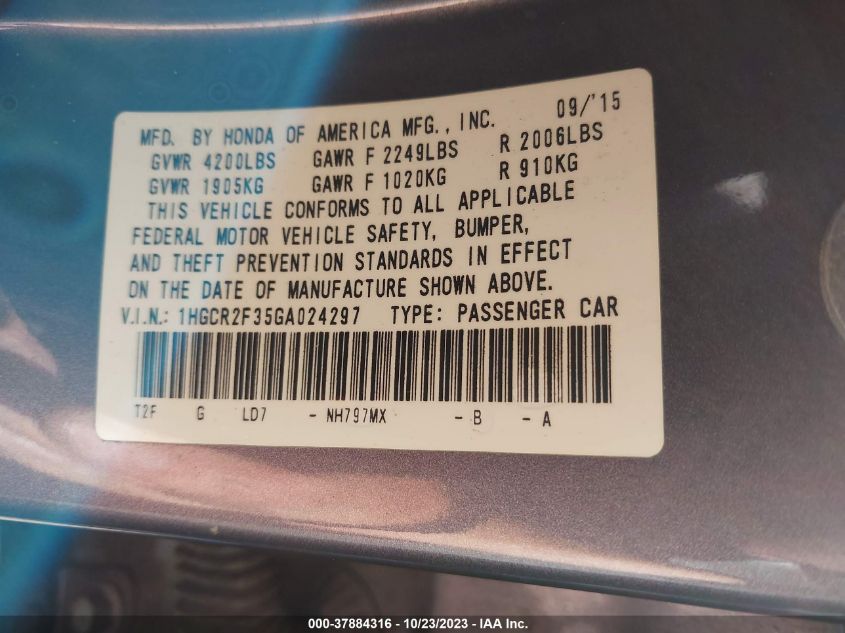 MFD. BY HONDA OF AMERICA MFG., INC. 09/'15
GVWR 4200LBS GAWR F 2249LBS R 2006LBS
GVWR 1905KG GAWR F 1020KG R 910KG
THIS VEHICLE CONFORMS TO ALL APPLICABLE
FEDERAL MOTOR VEHICLE SAFETY, BUMPER,
AND THEFT PREVENTION STANDARDS IN EFFECT
ON THE DATE OF MANUFACTURE SHOWN ABOVE.
V.I.N.: 1HGCR2F35GA024297 TYPE: PASSENGER CAR
T2F G LD7 - NH797MX - B - A
000-37884316 - 10/23/2023 - IAA Inc.